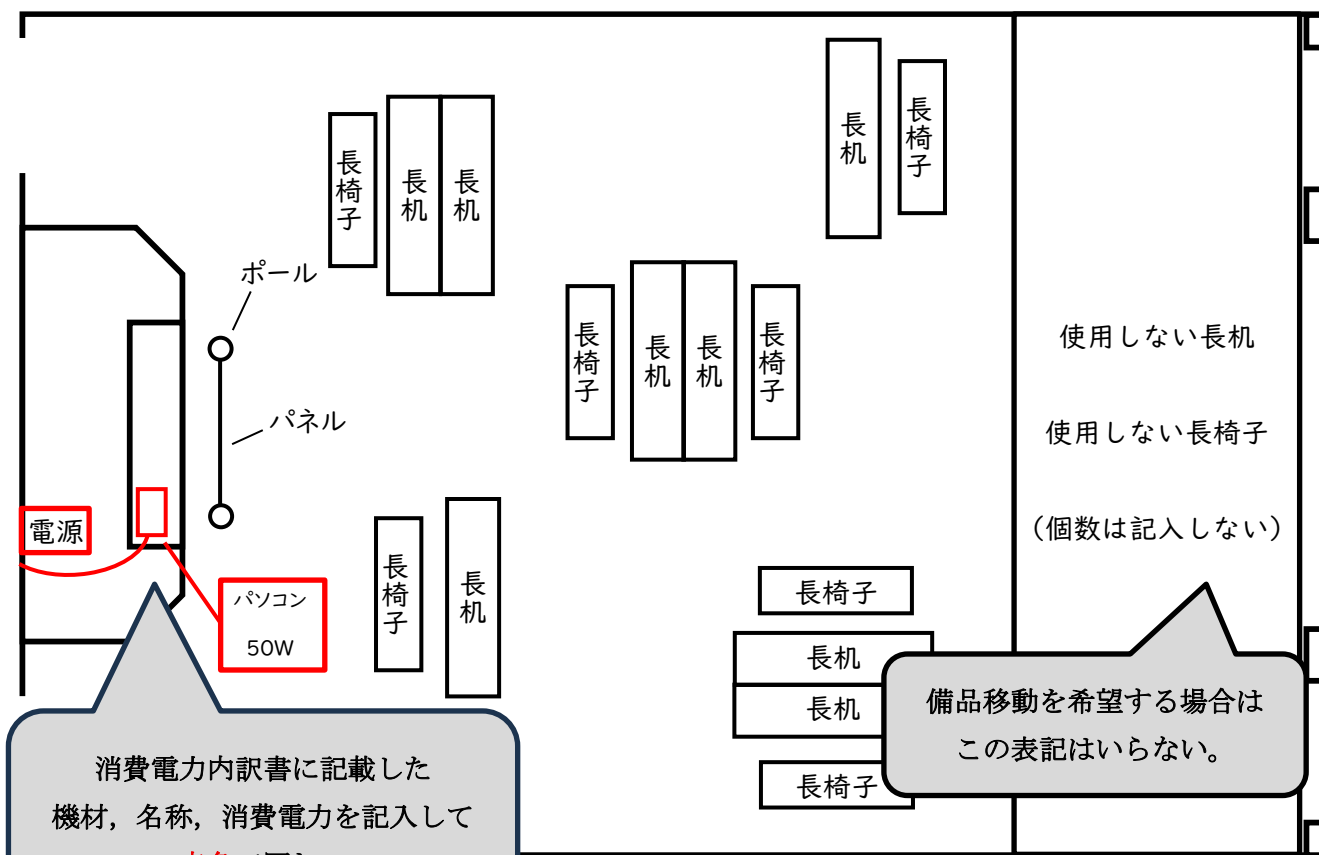 長机
長椅子
長椅子
長机
長机
ポール
長椅子
長机
長机
長椅子
使用しない長机
パネル
使用しない長椅子
電源
(個数は記入しない)
長椅子
長机
パソコン
50W
長椅子
長机
長机
長椅子
備品移動を希望する場合は
この表記はいらない。
消費電力内訳書に記載した
機材，名称，消費電力を記入して